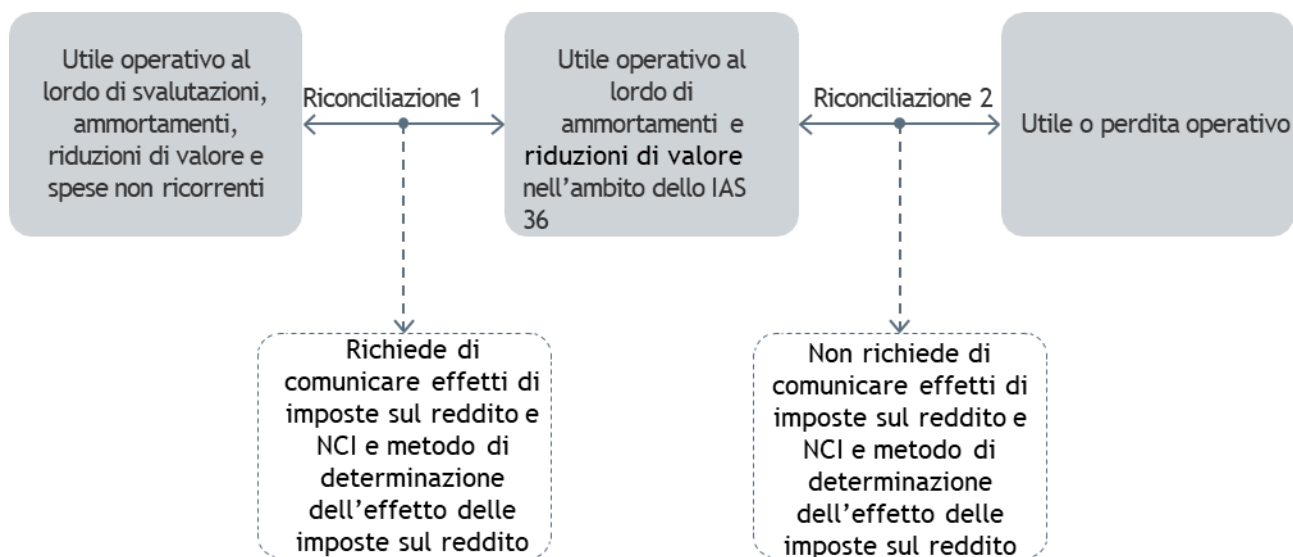 Utile operativo al
lordo di svalutazioni,
ammortamenti,
riduzioni di valore e
spese non ricorrenti
Riconciliazione 1
Utile operativo al
lordo di
ammortamenti e
riduzioni di valore
nell’ambito dello IAS
36
Riconciliazione 2
Utile o perdita operativo
Richiede di
comunicare effetti di
imposte sul reddito e
NCI e metodo di
determinazione
dell’effetto delle
imposte sul reddito
Non richiede di
comunicare effetti di
imposte sul reddito e
NCI e metodo di
determinazione
dell’effetto delle
imposte sul reddito